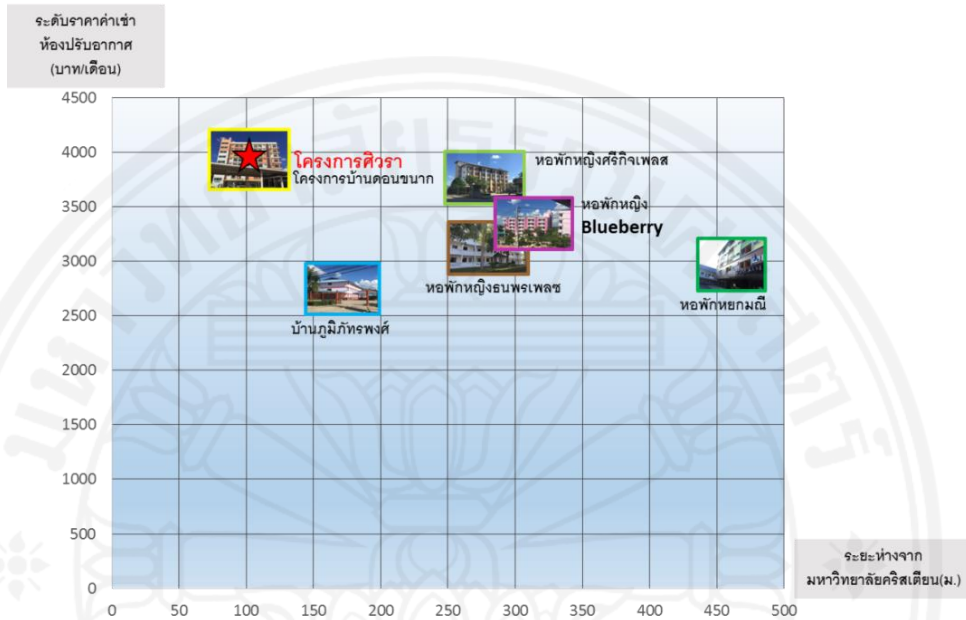 ระดับราคาค่าเช่า
ห้องปรับอากาศ
(บาท/เดือน)
4500
4000
3500
3000
2500
2000
1500
1000
500
0
โครงการศิวรา
โครงการบ้านดอนขนาก
หอพักหญิงศรีกิจเพลส
หอพักหญิง
Blueberry
หอพักหญิงธนพรเพลซ
หอพักหยกมณี
บ้านภูมิภัทรพงศ์
ระยะห่างจาก
มหาวิทยาลัยคริสเตียน(ม.)
0 50 100 150 200 250 300 350 400 450 500